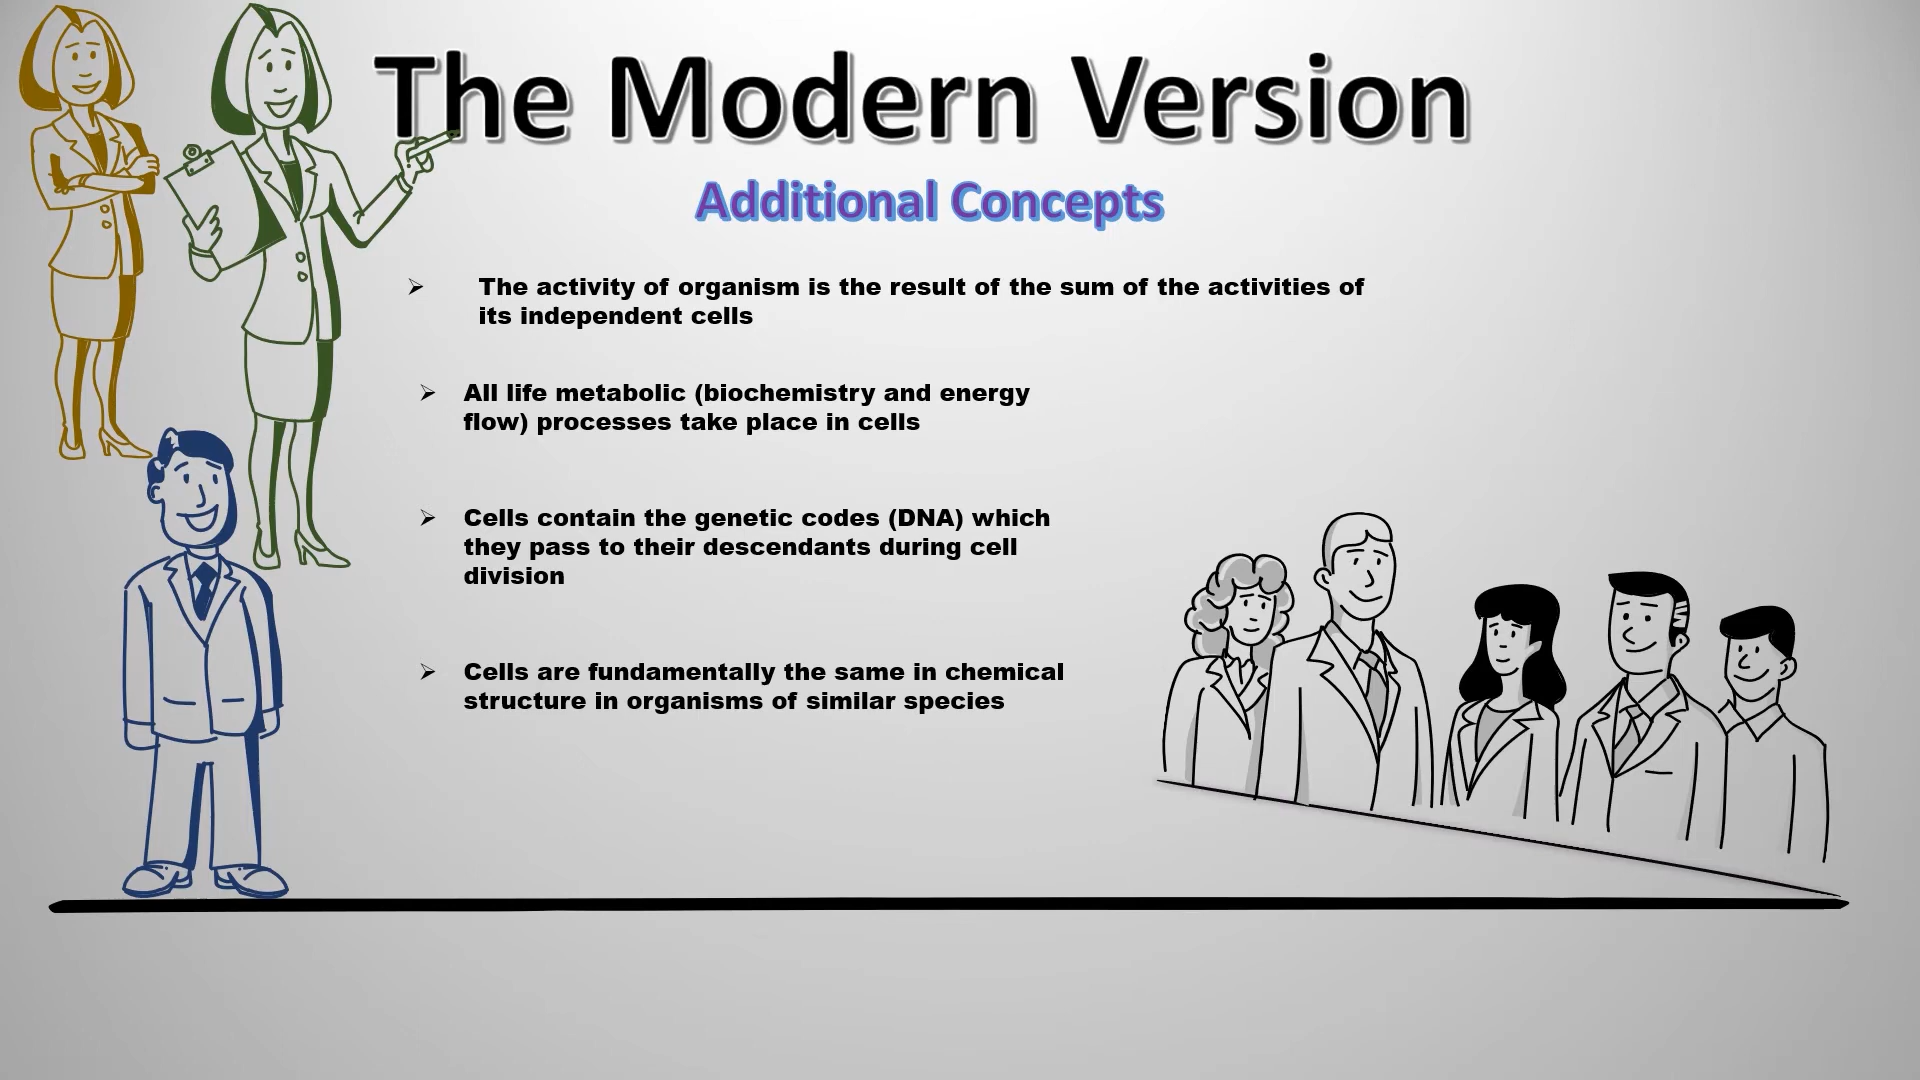 The Modern Version
Additional Concepts
➢ The activity of organism is the result of the sum of the activities of
its independent cells
➢ All life metabolic (biochemistry and energy
flow) processes take place in cells
➢ Cells contain the genetic codes (DNA) which
they pass to their descendants during cell
division
➢ Cells are fundamentally the same in chemical
structure in organisms of similar species